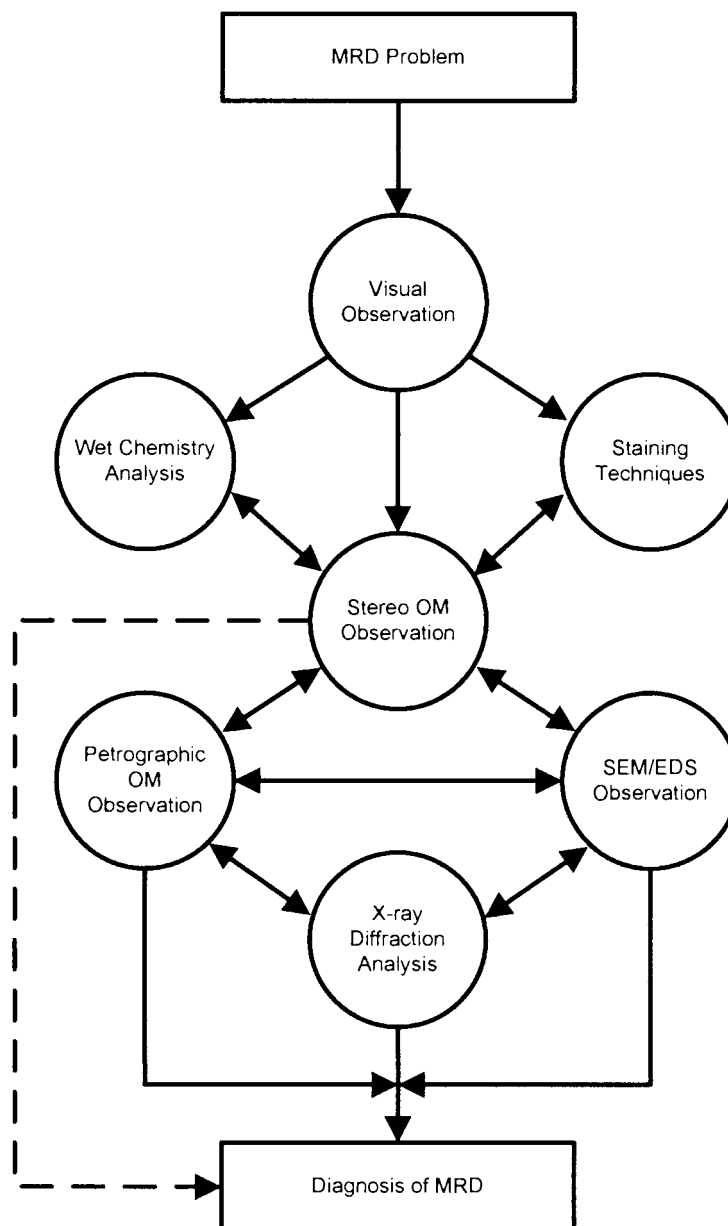 MRD Problem
Visual
Observation
Wet Chemistry
Analysis
Staining
Techniques
Stereo OM
Observation
Petrographic
OM
Observation
SEM/EDS
Observation
X-ray
Diffraction
Analysis
Diagnosis of MRD